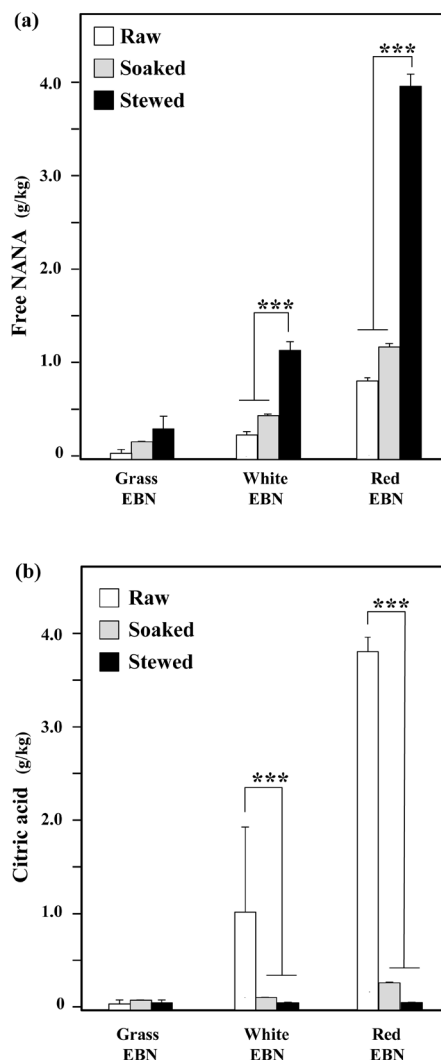 (a)
Raw
Soaked
Stewed
***
***
4.0
3.0
2.0
1.0
0
Free NANA (g/kg)
Grass White Red
EBN EBN EBN
(b)
Raw
Soaked
Stewed
***
***
4.0
3.0
2.0
1.0
0
Citric acid (g/kg)
Grass White Red
EBN EBN EBN